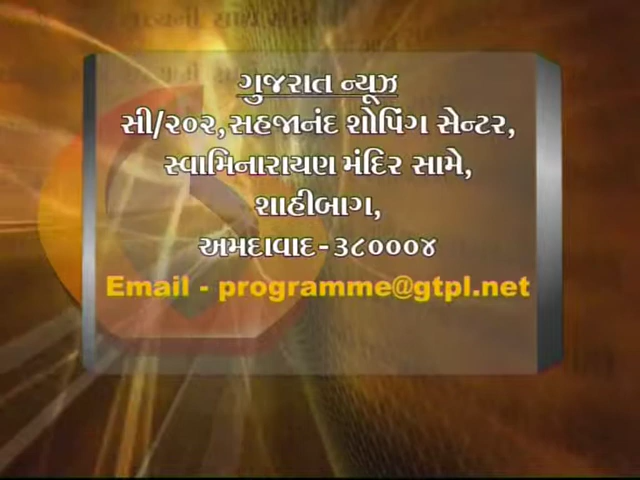 ગુજરાત ન્યૂઝ
સી/૨૦૨,સહજાનંદ શોપિંગ સેન્ટર,
સ્વામિનારાયણ મંદિર સામે,
શાહીબાગ,
અમદાવાદ-૩૮૦૦૦૪
Email - programme@gtpl.net